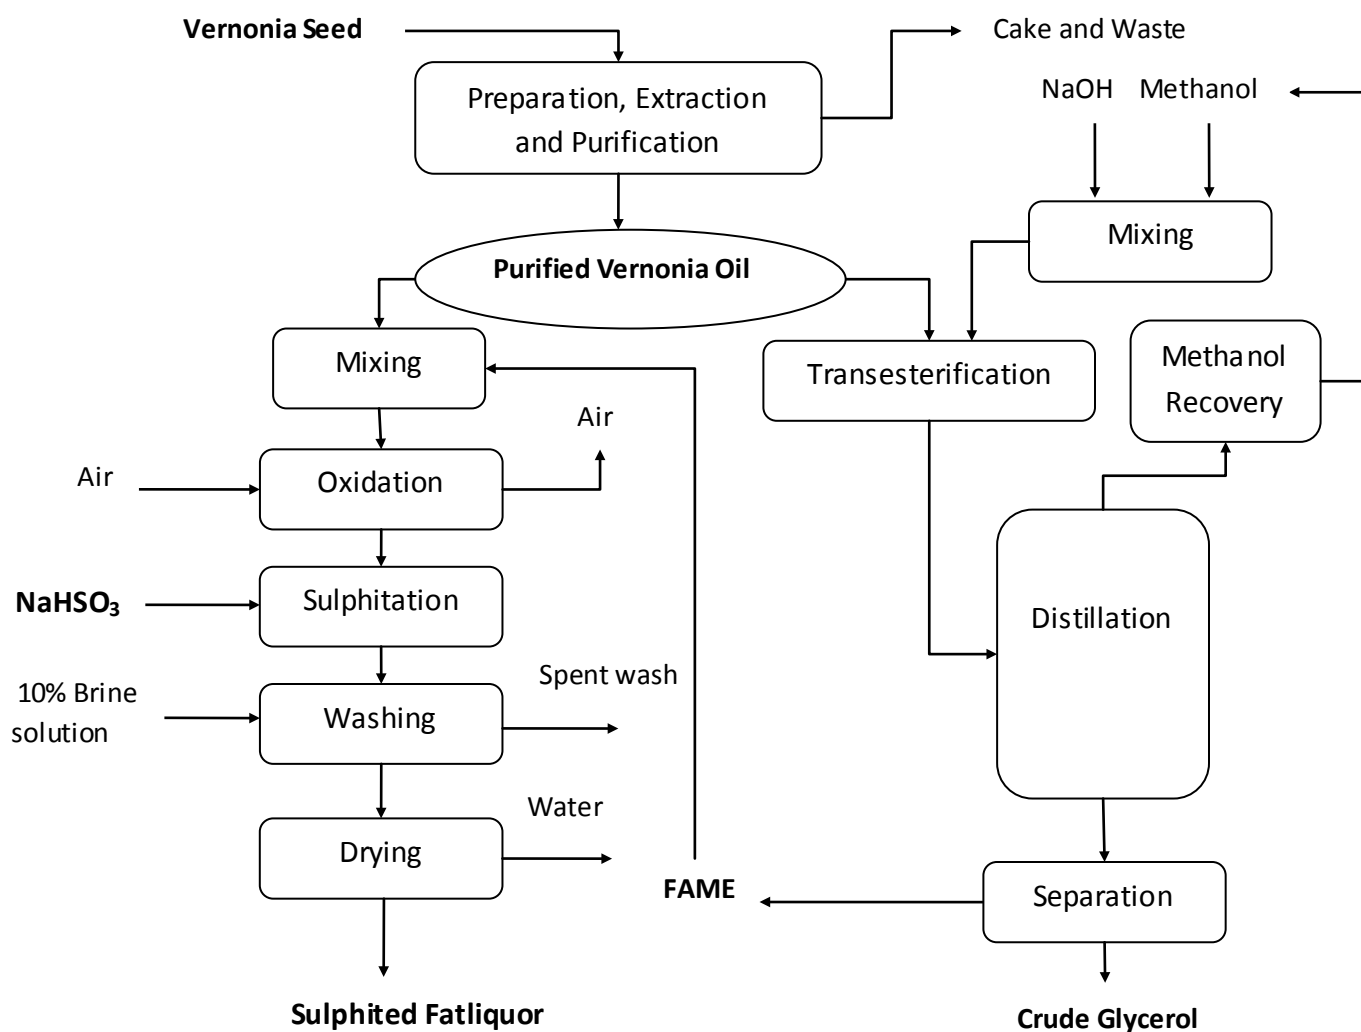 Vernonia Seed
Cake and Waste
Preparation, Extraction
and Purification
NaOH Methanol
Mixing
Purified Vernonia Oil
Mixing
Transesterification
Methanol
Recovery
Air
Air
Oxidation
NaHSO₃
Sulphitation
Distillation
10% Brine
solution
Washing
Spent wash
Water
Drying
FAME
Separation
Sulphited Fatliquor
Crude Glycerol